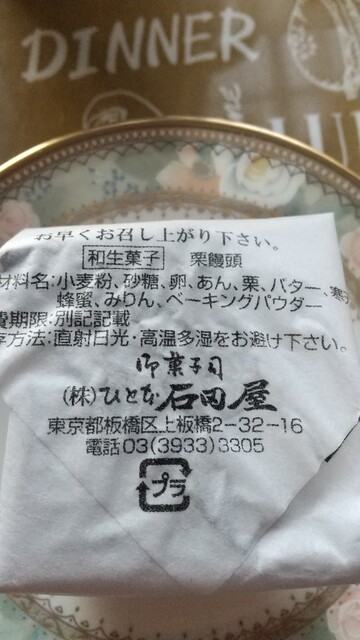 DINNER
お早くお召し上がり下さい。
和生菓子 栗饅頭
材料名:小麦粉、砂糖、卵、あん、栗、バター、寒
蜂蜜、みりん、ベーキングパウダー
期限:別記記載
方法:直射日光・高温多湿をお避け下さい。
御菓子司
(株)ひと本 石田屋
東京都板橋区上板橋2-32-16
電話03(3933)3305
プラ